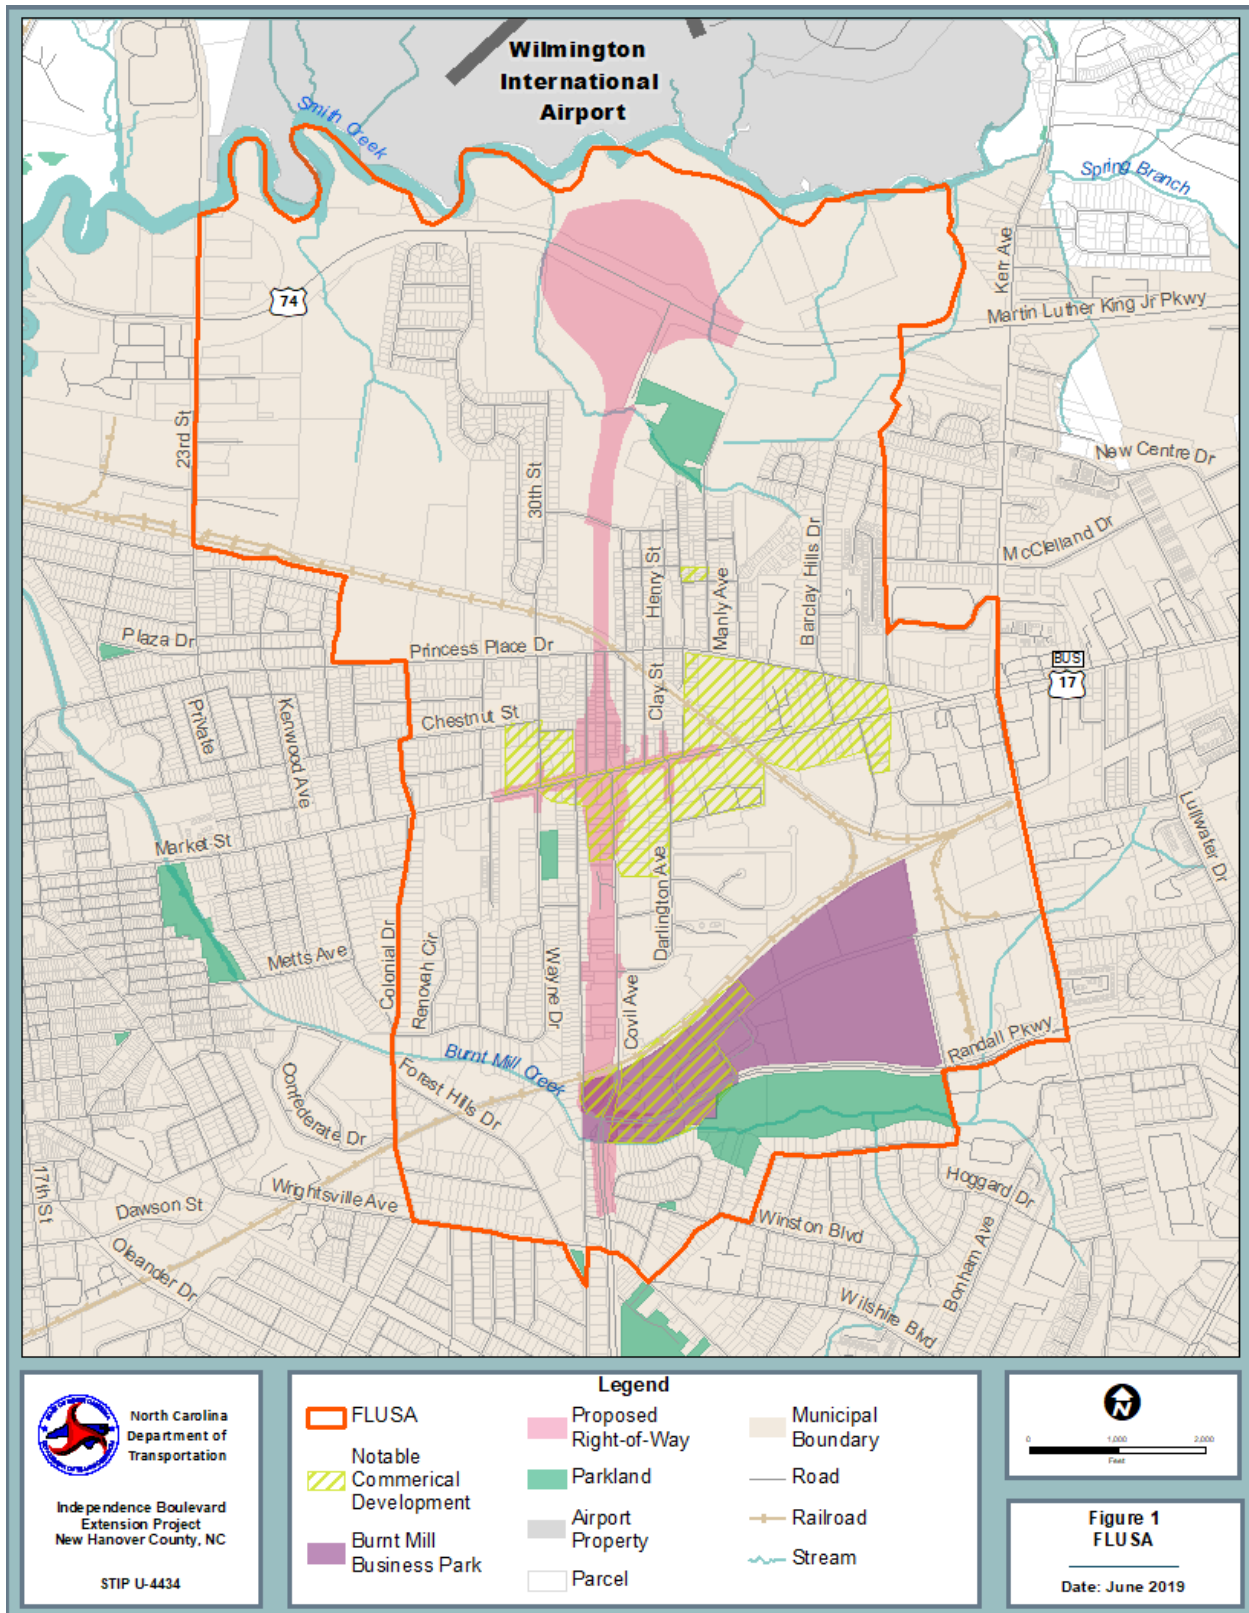 Wilmington
International
Airport
Smith Creek
Spring Branch
Kerr Ave
74
Martin Luther King Jr Pkwy
23rd St
New Centre Dr
30th St
McClelland Dr
Henry St
Manly Ave
Barclay Hills Dr
Plaza Dr
Princess Place Dr
BUS
17
Private
Kenwood Ave
Chestnut St
Clay St
Lullwater Dr
Market St
Metts Ave
Colonial Dr
Renovah Cir
Wayne Dr
Darlington Ave
Covil Ave
Randall Pkwy
Burnt Mill Creek
Forest Hills Dr
Confederate Dr
17th St
Dawson St
Wrightsville Ave
Hoggard Dr
Winston Blvd
Bonham Ave
Oleander Dr
Wilshire Blvd
North Carolina
Department of
Transportation
Independence Boulevard
Extension Project
New Hanover County, NC
STIP U-4434
Legend
FLUSA
Notable
Commerical
Development
Burnt Mill
Business Park
Proposed
Right-of-Way
Parkland
Airport
Property
Parcel
Municipal
Boundary
Road
Railroad
Stream
N
0 1,000 2,000
Feet
Figure 1
FLUSA
Date: June 2019